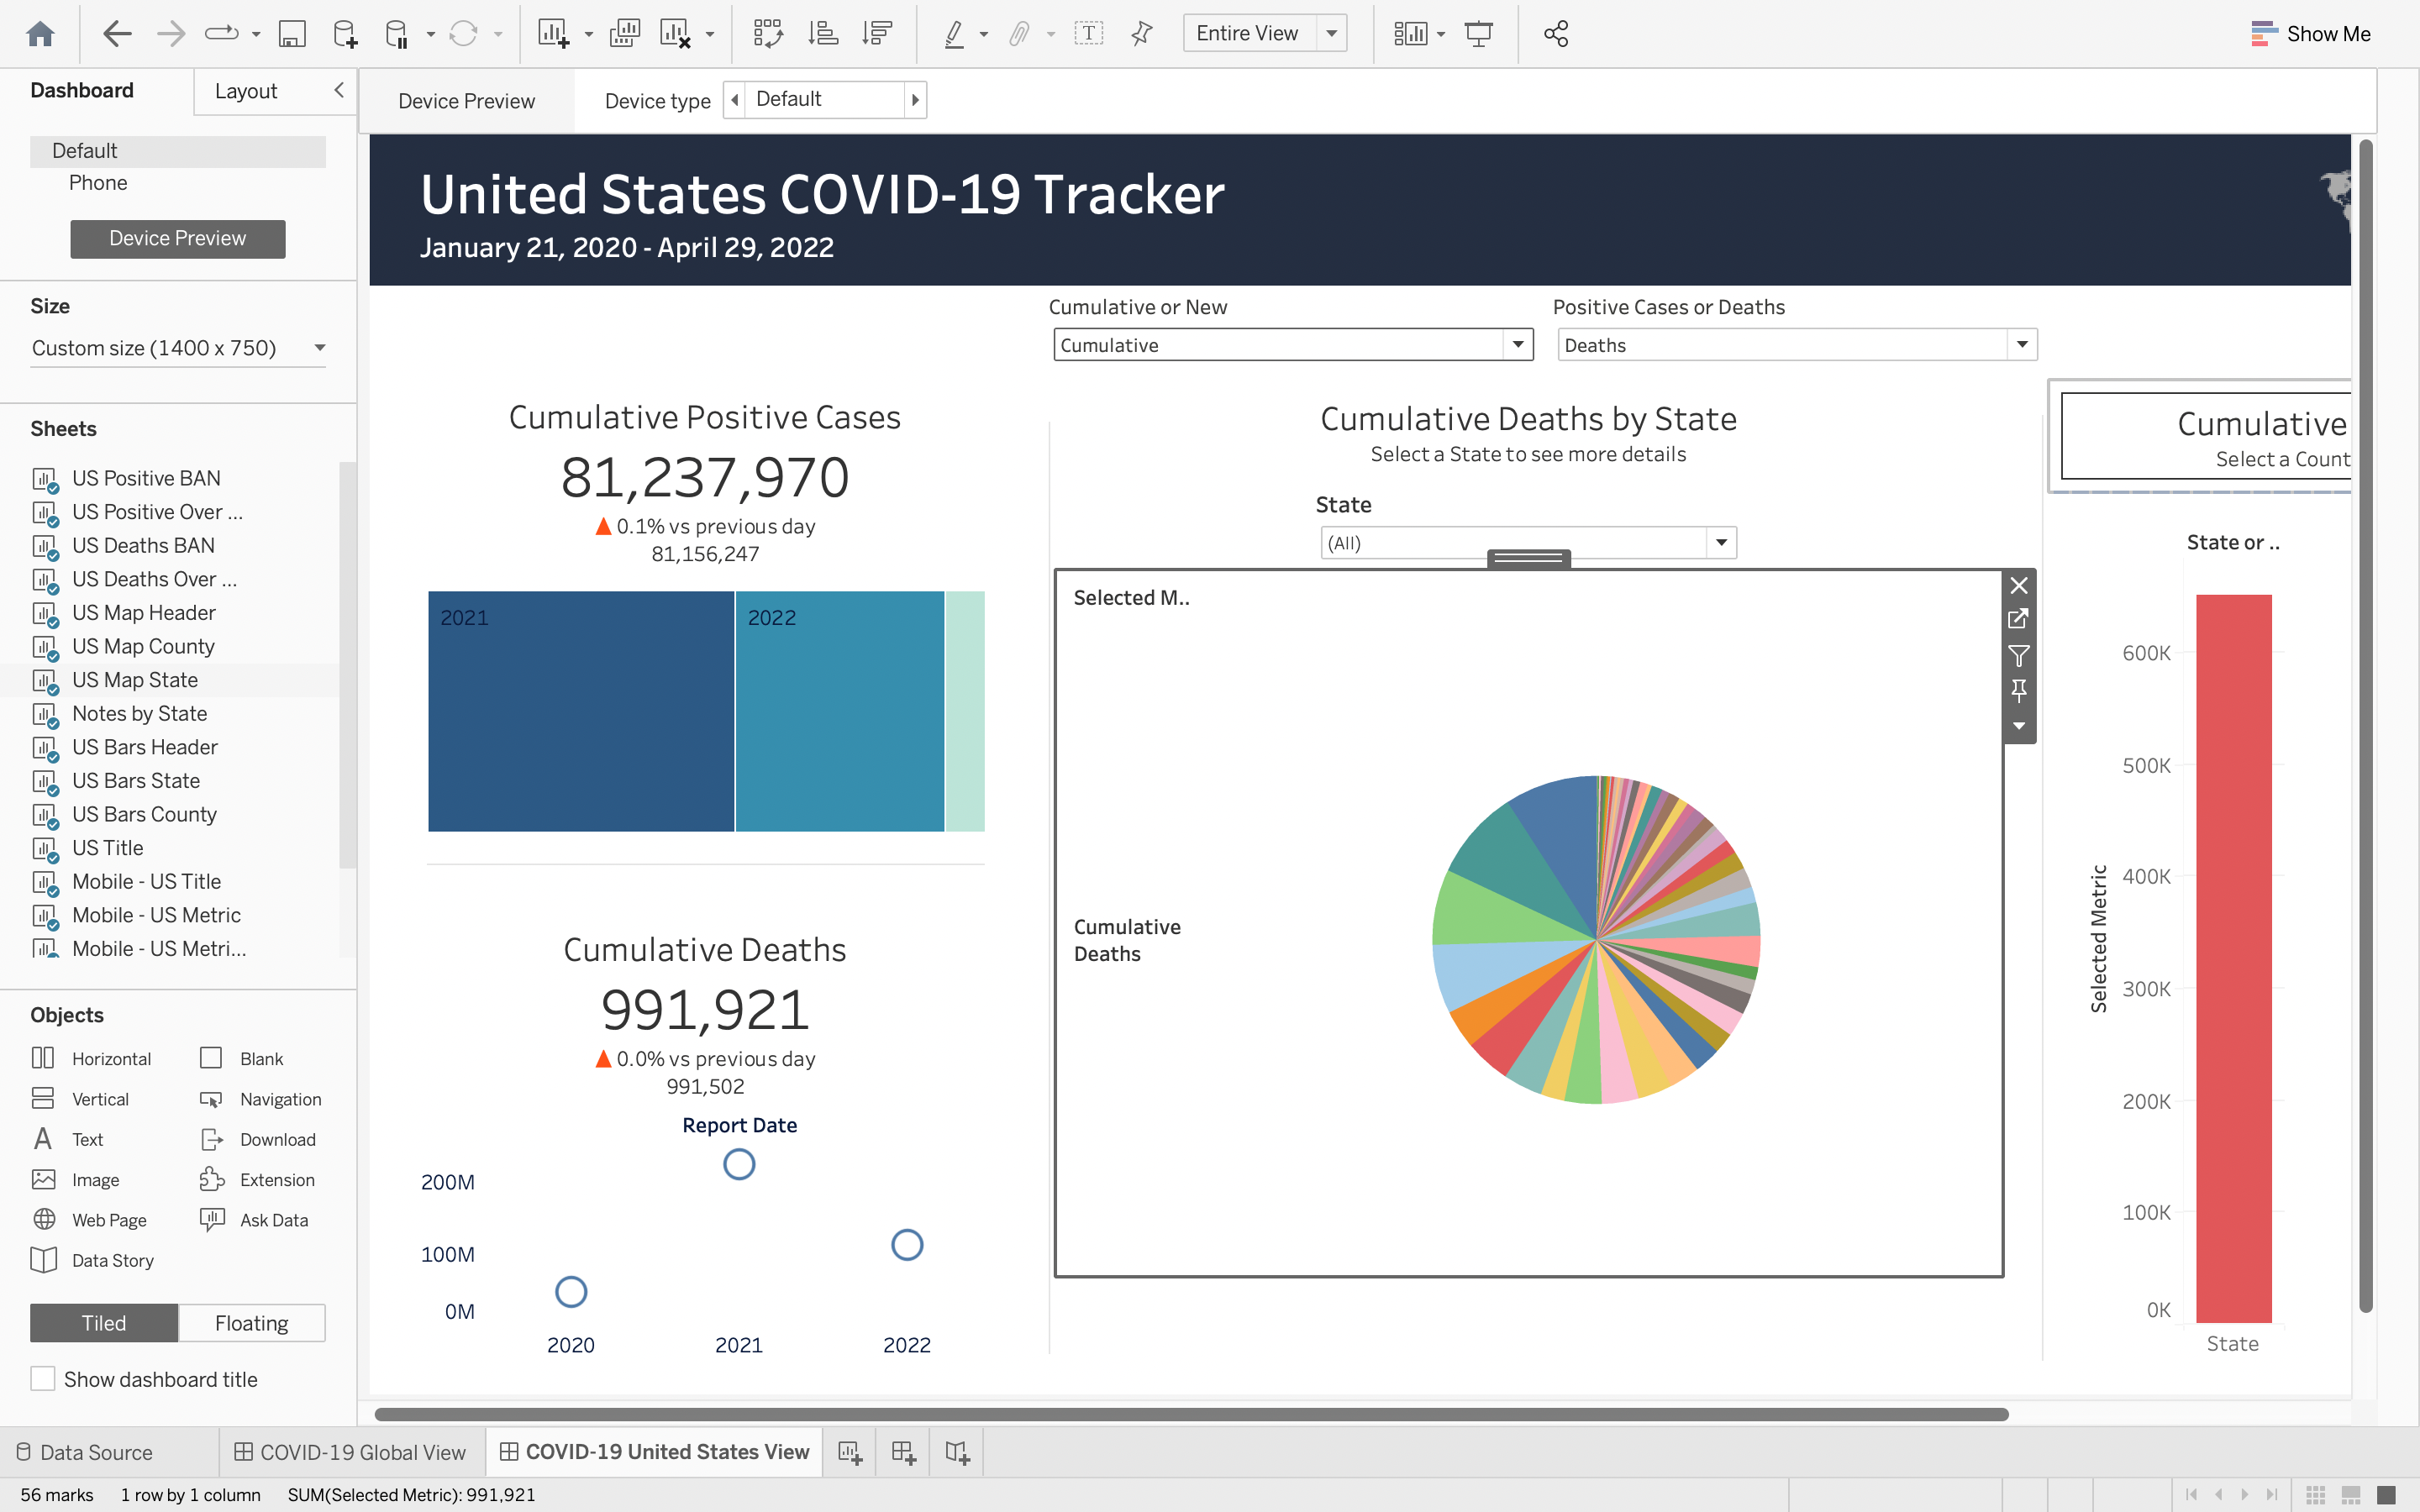 Show Me
Entire View
Dashboard
Layout
Device Preview
Device type
Default
Default
Phone
Device Preview
Size
Custom size (1400 x 750)
Sheets
US Positive BAN
US Positive Over ...
US Deaths BAN
US Deaths Over ...
US Map Header
US Map County
US Map State
Notes by State
US Bars Header
US Bars State
US Bars County
US Title
Mobile - US Title
Mobile - US Metric
Mobile - US Metri...
Objects
Horizontal
Blank
Vertical
Navigation
Text
Download
Image
Extension
Web Page
Ask Data
Data Story
Tiled
Floating
Show dashboard title
United States COVID-19 Tracker
January 21, 2020 - April 29, 2022
Cumulative or New
Cumulative
Positive Cases or Deaths
Deaths
Cumulative Positive Cases
81,237,970
0.1% vs previous day
81,156,247
2021
2022
Cumulative Deaths
991,921
0.0% vs previous day
991,502
Report Date
200M
100M
0M
2020
2021
2022
Cumulative Deaths by State
Select a State to see more details
State
(All)
Selected M..
Cumulative
Deaths
Cumulative
Select a Count
State or ..
Selected Metric
600K
500K
400K
300K
200K
100K
0K
State
Data Source
COVID-19 Global View
COVID-19 United States View
56 marks
1 row by 1 column
SUM(Selected Metric): 991,921